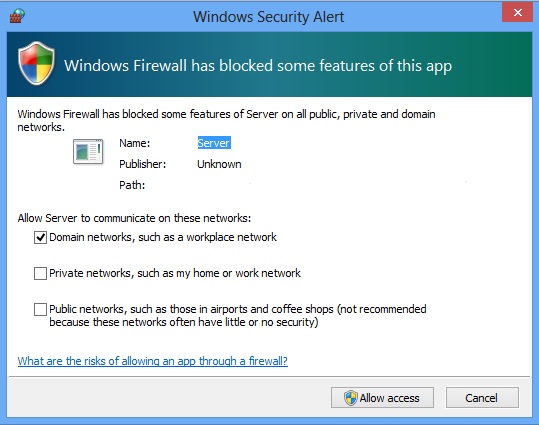 Windows Security Alert
Windows Firewall has blocked some features of this app
Windows Firewall has blocked some features of Server on all public, private and domain
networks.
Name: Server
Publisher: Unknown
Path:
Allow Server to communicate on these networks:
Domain networks, such as a workplace network
Private networks, such as my home or work network
Public networks, such as those in airports and coffee shops (not recommended
because these networks often have little or no security)
What are the risks of allowing an app through a firewall?
Allow access Cancel